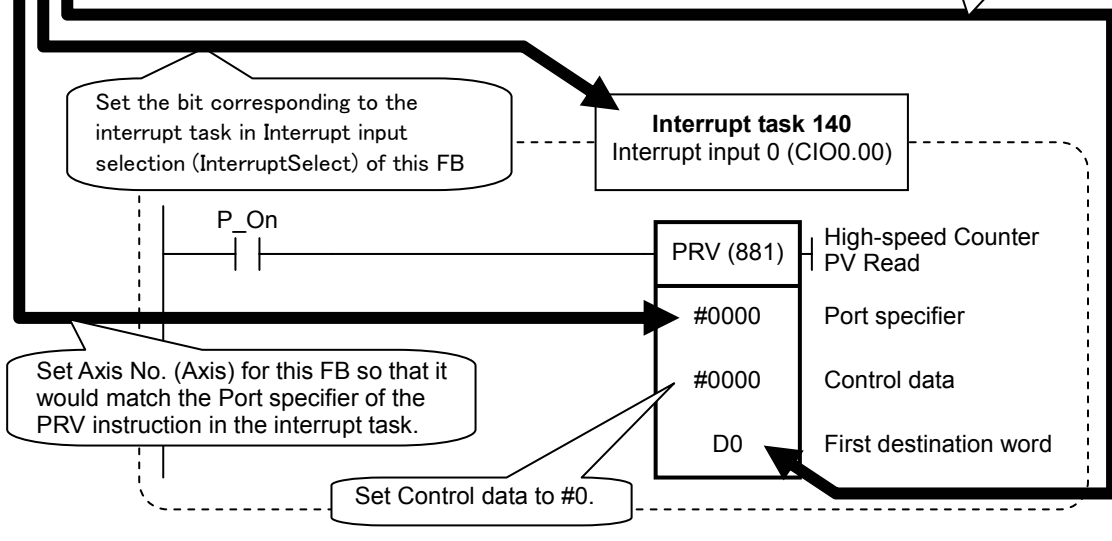 Set the bit corresponding to the
interrupt task in Interrupt input
selection (InterruptSelect) of this FB
Interrupt task 140
Interrupt input 0 (CIO0.00)
P_On
PRV (881)
High-speed Counter
PV Read
#0000
Port specifier
Set Axis No. (Axis) for this FB so that it
would match the Port specifier of the
PRV instruction in the interrupt task.
#0000
Control data
D0
First destination word
Set Control data to #0.